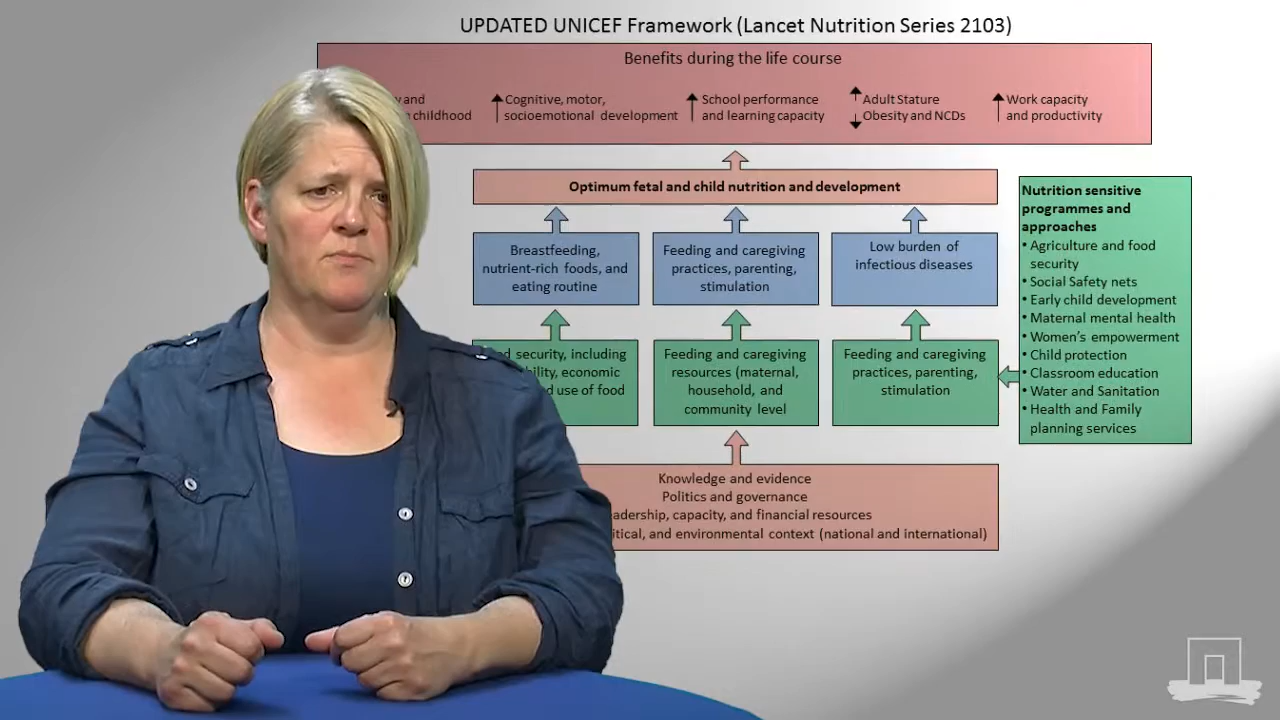 UPDATED UNICEF Framework (Lancet Nutrition Series 2103)
Benefits during the life course
and
childhood
Cognitive, motor,
socioemotional development
School performance
and learning capacity
Adult Stature
Obesity and NCDs
Work capacity
and productivity
Optimum fetal and child nutrition and development
Breastfeeding,
nutrient-rich foods, and
eating routine
Feeding and caregiving
practices, parenting,
stimulation
Low burden of
infectious diseases
security, including
economic
use of food
Feeding and caregiving
resources (maternal,
household, and
community level
Feeding and caregiving
practices, parenting,
stimulation
Nutrition sensitive
programmes and
approaches
• Agriculture and food
security
• Social Safety nets
• Early child development
• Maternal mental health
• Women's empowerment
• Child protection
• Classroom education
• Water and Sanitation
• Health and Family
planning services
Knowledge and evidence
Politics and governance
capacity, and financial resources
and environmental context (national and international)